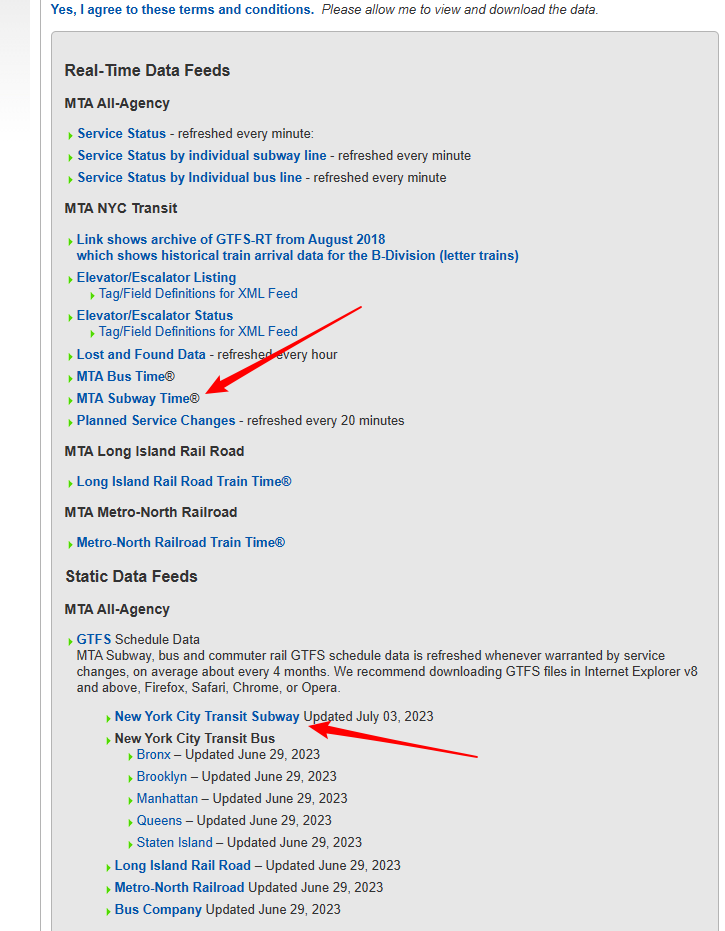 Yes, I agree to these terms and conditions. Please allow me to view and download the data.
Real-Time Data Feeds
MTA All-Agency
Service Status - refreshed every minute:
Service Status by individual subway line - refreshed every minute
Service Status by Individual bus line - refreshed every minute
MTA NYC Transit
Link shows archive of GTFS-RT from August 2018
which shows historical train arrival data for the B-Division (letter trains)
Elevator/Escalator Listing
Tag/Field Definitions for XML Feed
Elevator/Escalator Status
Tag/Field Definitions for XML Feed
Lost and Found Data - refreshed every hour
MTA Bus Time®
MTA Subway Time®
Planned Service Changes - refreshed every 20 minutes
MTA Long Island Rail Road
Long Island Rail Road Train Time®
MTA Metro-North Railroad
Metro-North Railroad Train Time®
Static Data Feeds
MTA All-Agency
GTFS Schedule Data
MTA Subway, bus and commuter rail GTFS schedule data is refreshed whenever warranted by service
changes, on average about every 4 months. We recommend downloading GTFS files in Internet Explorer v8
and above, Firefox, Safari, Chrome, or Opera.
New York City Transit Subway Updated July 03, 2023
New York City Transit Bus
Bronx – Updated June 29, 2023
Brooklyn – Updated June 29, 2023
Manhattan – Updated June 29, 2023
Queens – Updated June 29, 2023
Staten Island – Updated June 29, 2023
Long Island Rail Road – Updated June 29, 2023
Metro-North Railroad Updated June 29, 2023
Bus Company Updated June 29, 2023